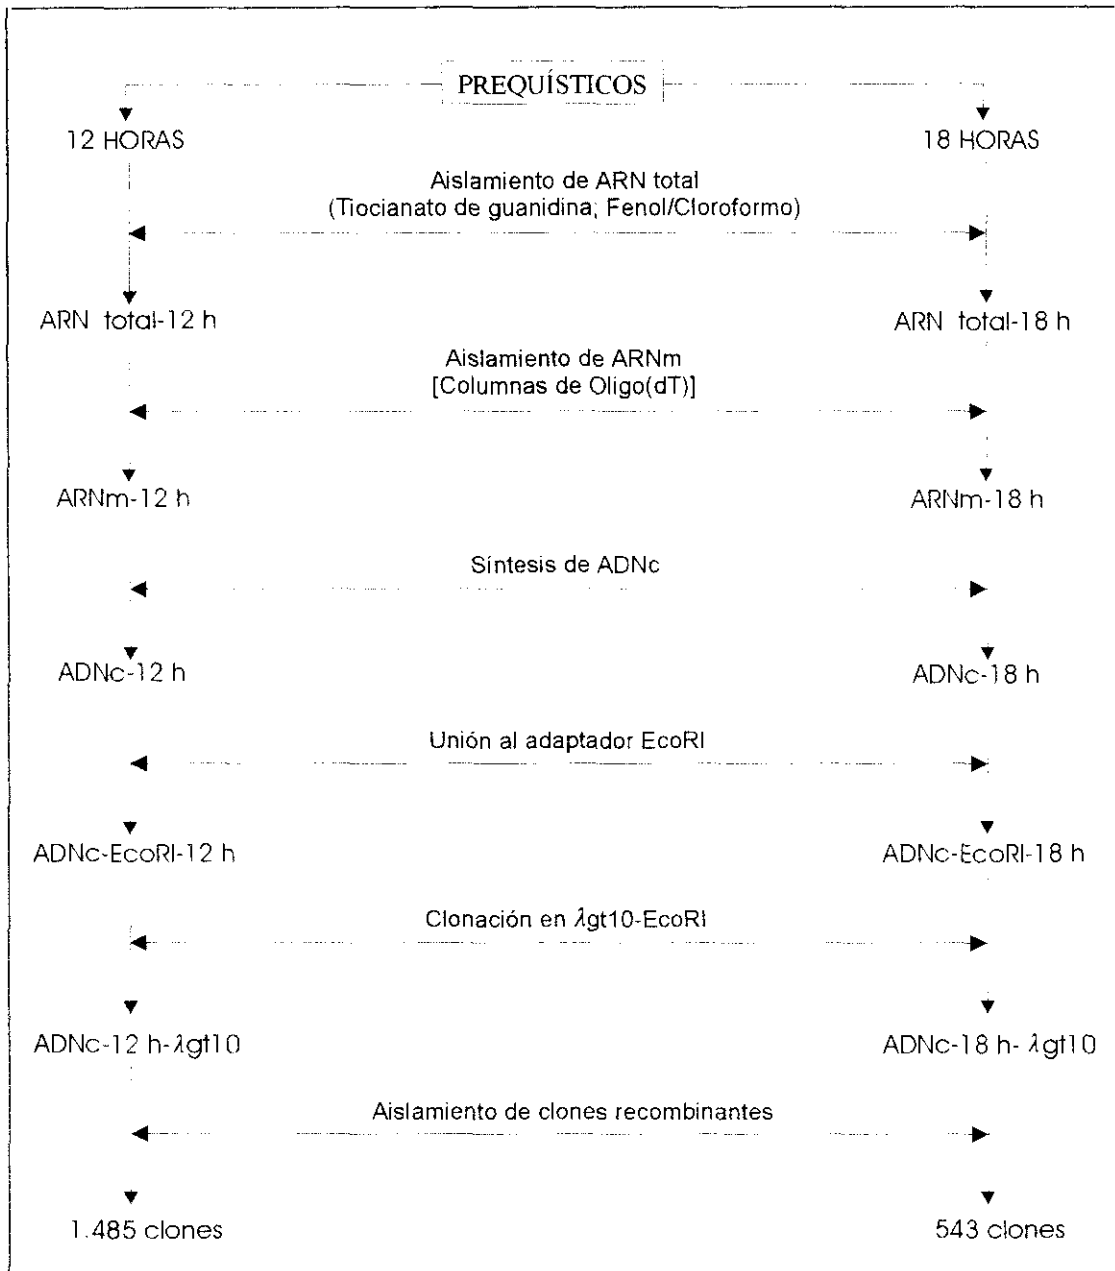 PREQUÍSTICOS
12 HORAS
18 HORAS
Aislamiento de ARN total
(Tiocianato de guanidina; Fenol/Cloroformo)
ARN total-12 h
ARN total-18 h
Aislamiento de ARNm
[Columnas de Oligo(dT)]
ARNm-12 h
ARNm-18 h
Síntesis de ADNc
ADNc-12 h
ADNc-18 h
Unión al adaptador EcoRI
ADNc-EcoRI-12 h
ADNc-EcoRI-18 h
Clonación en λgt10-EcoRI
ADNc-12 h-λgt10
ADNc-18 h- λgt10
Aislamiento de clones recombinantes
1.485 clones
543 clones